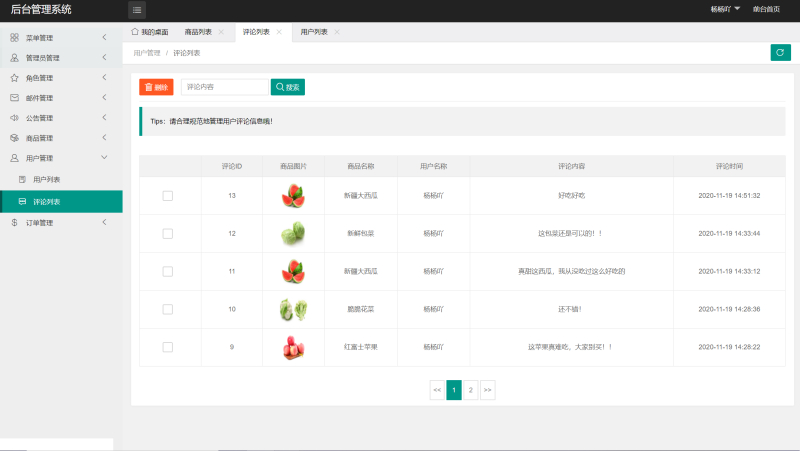 后台管理系统
杨杨吖
前台首页
我的桌面
商品列表
评论列表
用户列表
用户管理 / 评论列表
菜单管理
管理员管理
角色管理
邮件管理
公告管理
商品管理
用户管理
用户列表
评论列表
订单管理
删除
评论内容
搜索
Tips：请合理规范地管理用户评论信息哦！
评论ID 商品图片 商品名称 用户名称 评论内容 评论时间
13 新疆大西瓜 杨杨吖 好吃好吃 2020-11-19 14:51:32
12 新鲜包菜 杨杨吖 这包菜还是可以的！！ 2020-11-19 14:33:44
11 新疆大西瓜 杨杨吖 真甜这西瓜，我从没吃过这么好吃的 2020-11-19 14:33:12
10 脆脆花菜 杨杨吖 还不错！ 2020-11-19 14:28:36
9 红富士苹果 杨杨吖 这苹果真难吃，大家别买！！ 2020-11-19 14:28:22
<< 1 2 >>